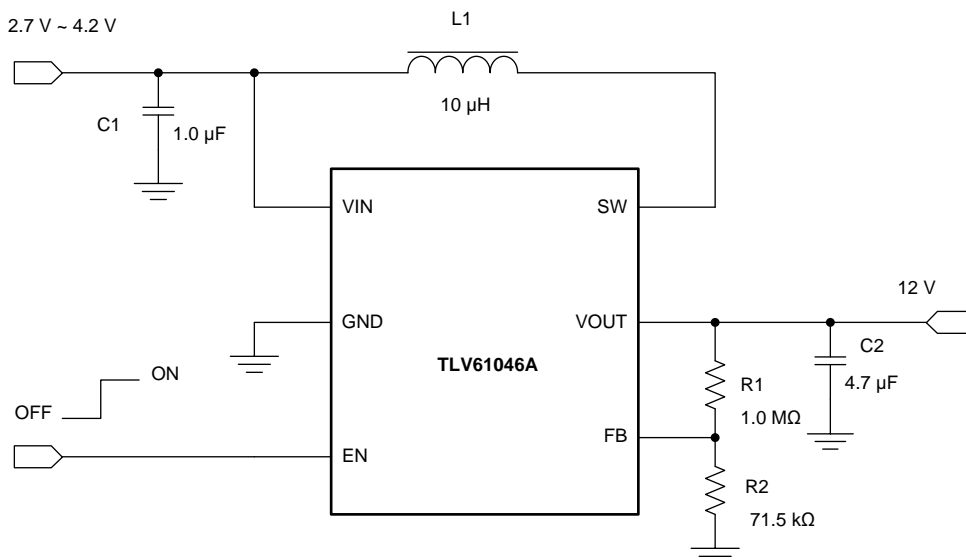 2.7 V ~ 4.2 V
L1
10 µH
C1
1.0 µF
VIN
SW
GND
VOUT
12 V
TLV61046A
C2
4.7 µF
ON
OFF
R1
1.0 MΩ
FB
EN
R2
71.5 kΩ